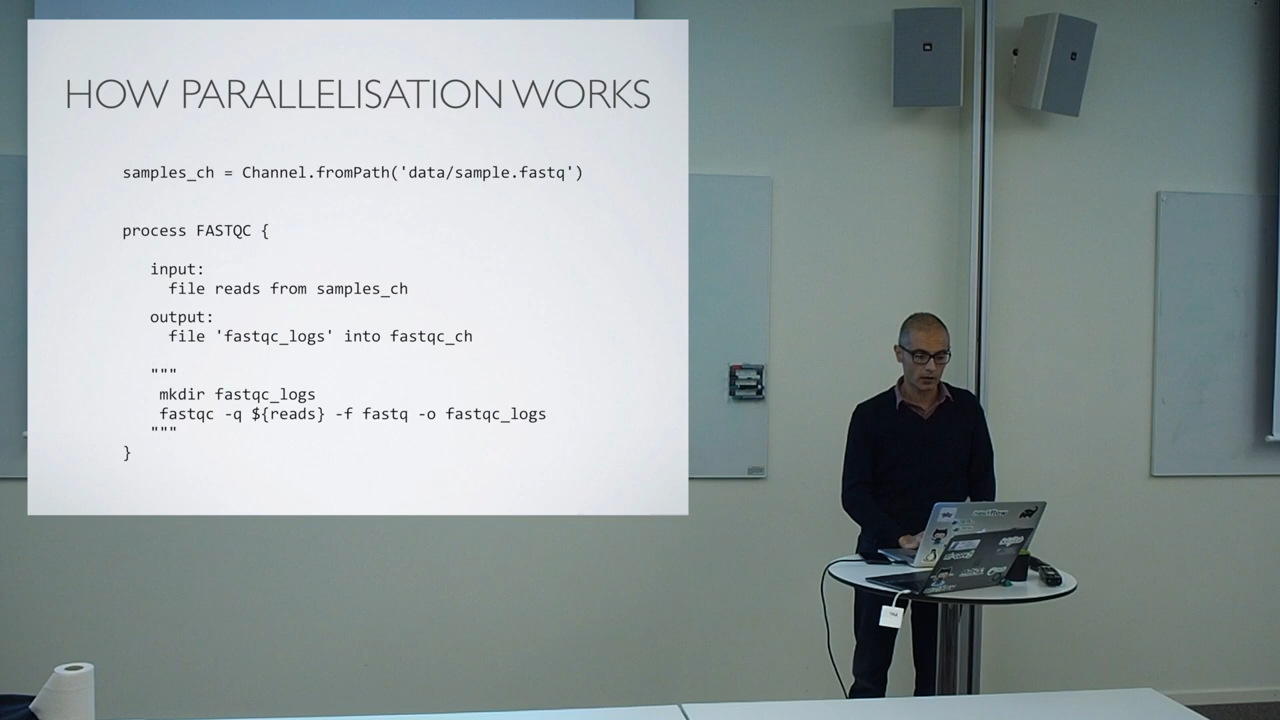 HOW PARALLELISATION WORKS
samples_ch = Channel.fromPath('data/sample.fastq')
process FASTQC {
input:
file reads from samples_ch
output:
file 'fastqc_logs' into fastqc_ch
"""
mkdir fastqc_logs
fastqc -q ${reads} -f fastq -o fastqc_logs
"""
}
nextflow